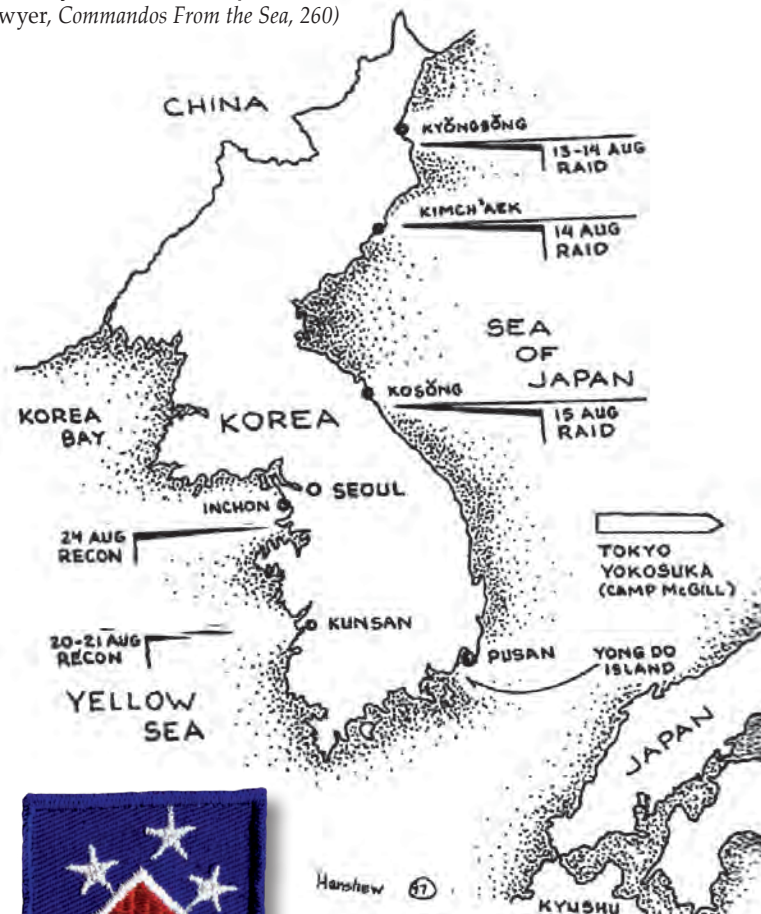 wyer, Commandos From the Sea, 260)
CHINA
KYŎNGSŎNG
13-14 AUG
RAID
KIMCH'AEK
14 AUG
RAID
SEA
OF
JAPAN
KOSŎNG
15 AUG
RAID
KOREA
BAY
KOREA
SEOUL
INCHON
24 AUG
RECON
TOKYO
YOKOSUKA
(CAMP McGILL)
KUNSAN
20-21 AUG
RECON
PUSAN
YONG DO
ISLAND
YELLOW
SEA
JAPAN
Hanshew 97
KYUSHU